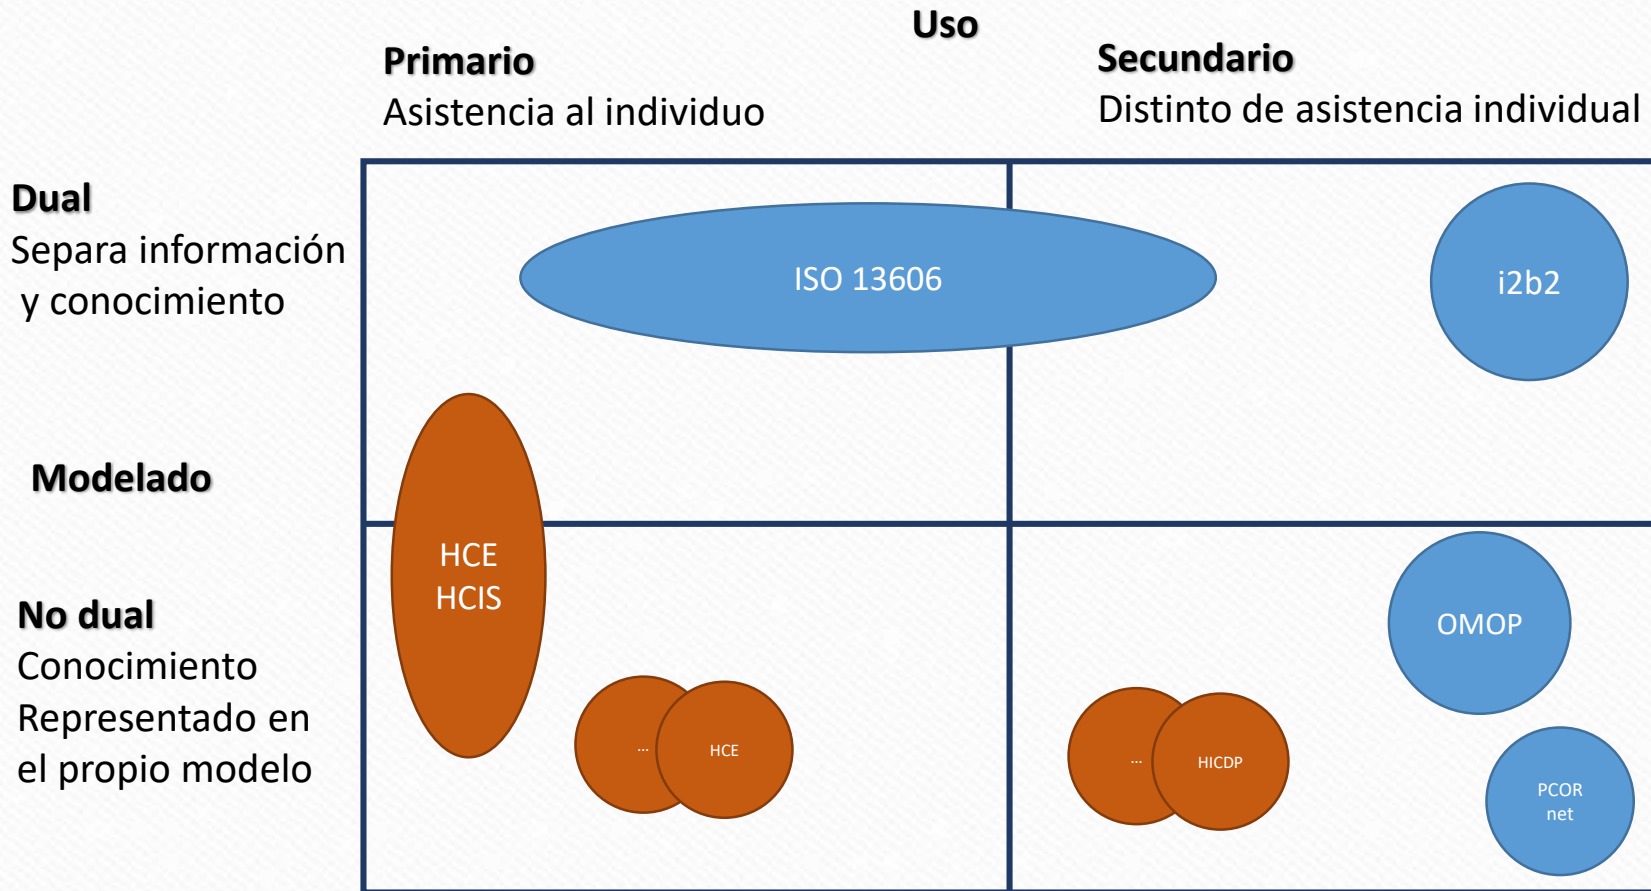 Uso
Primario
Asistencia al individuo
Secundario
Distinto de asistencia individual
Dual
Separa información
y conocimiento
ISO 13606
i2b2
Modelado
HCE
HCIS
No dual
Conocimiento
Representado en
el propio modelo
...
HCE
...
HICDP
OMOP
PCOR
net